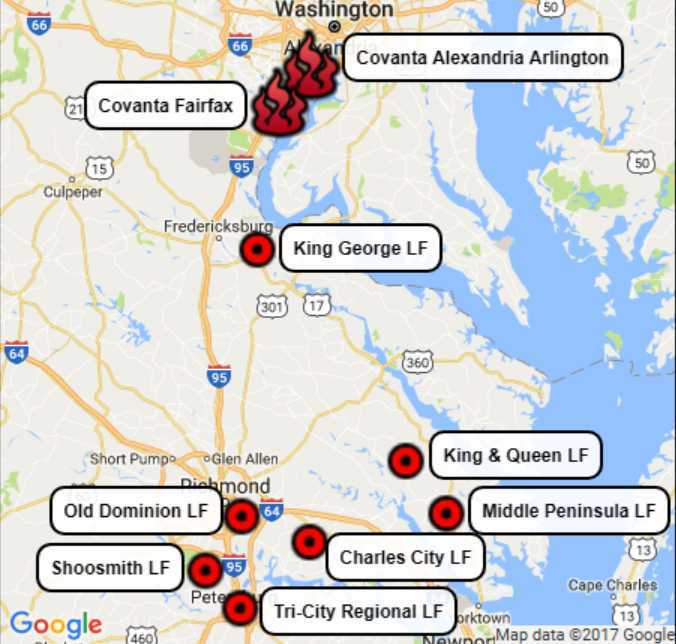 66
Washington
50
66
Alexandria
Covanta Alexandria Arlington
Covanta Fairfax
95
50
15
Culpeper
Fredericksburg
King George LF
301
17
64
95
360
Short Pump
Glen Allen
King & Queen LF
Richmond
Old Dominion LF
64
Middle Peninsula LF
Charles City LF
13
Shoosmith LF
95
Cape Charles
Tri-City Regional LF
13
Google
460
Map data ©2017 Google